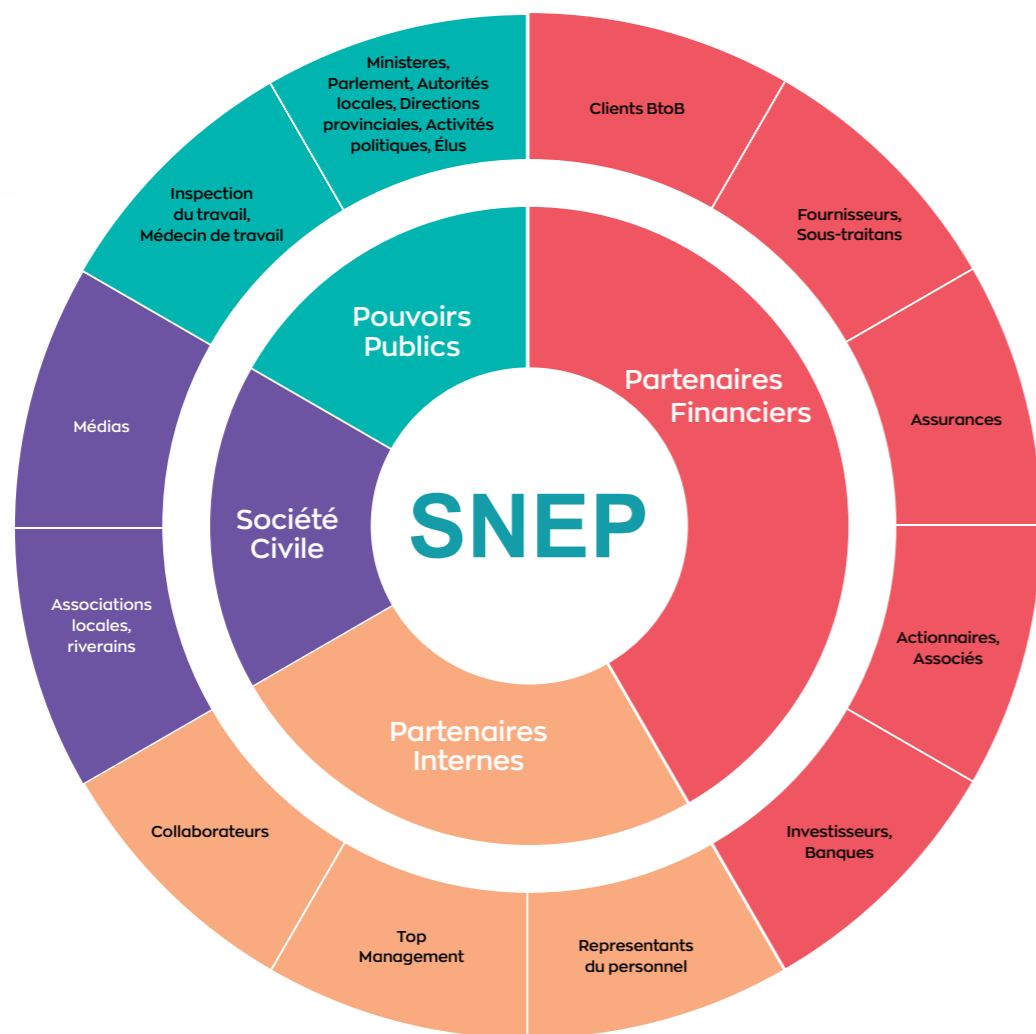 Ministeres,
Parlement, Autorités
locales, Directions
provinciales, Activités
politiques, Élus
Clients BtoB
Inspection
du travail,
Médecin de travail
Fournisseurs,
Sous-traitans
Pouvoirs
Publics
Partenaires
Financiers
Médias
Assurances
SNEP
Société
Civile
Associations
locales,
riverains
Actionnaires,
Associés
Partenaires
Internes
Collaborateurs
Investisseurs,
Banques
Top
Management
Representants
du personnel